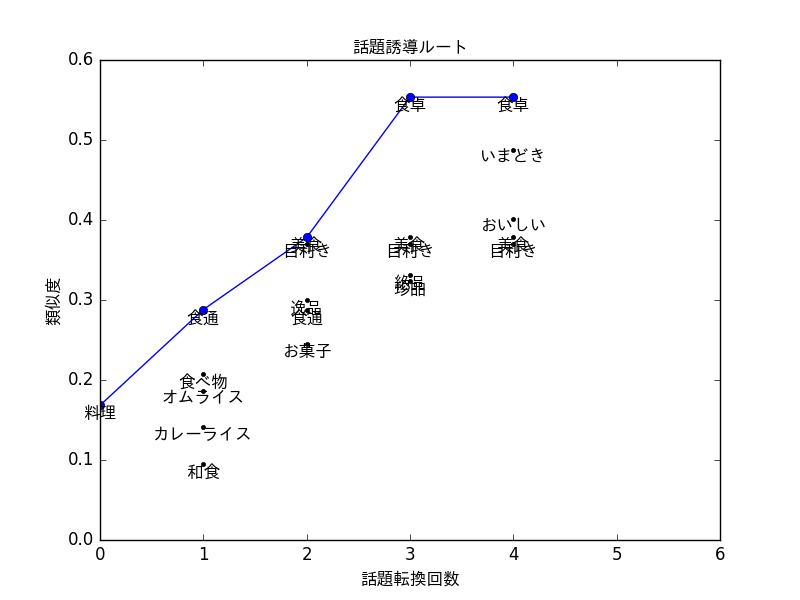 話題誘導ルート
0.6
0.5
0.4
0.3
0.2
0.1
0.0
類似度
料理
食通
食べ物
オムライス
カレーライス
和食
美食
目利き
逸品
食通
お菓子
食卓
美食
目利き
絶品
珍品
食卓
いまどき
おいしい
美食
目利き
0 1 2 3 4 5 6
話題転換回数